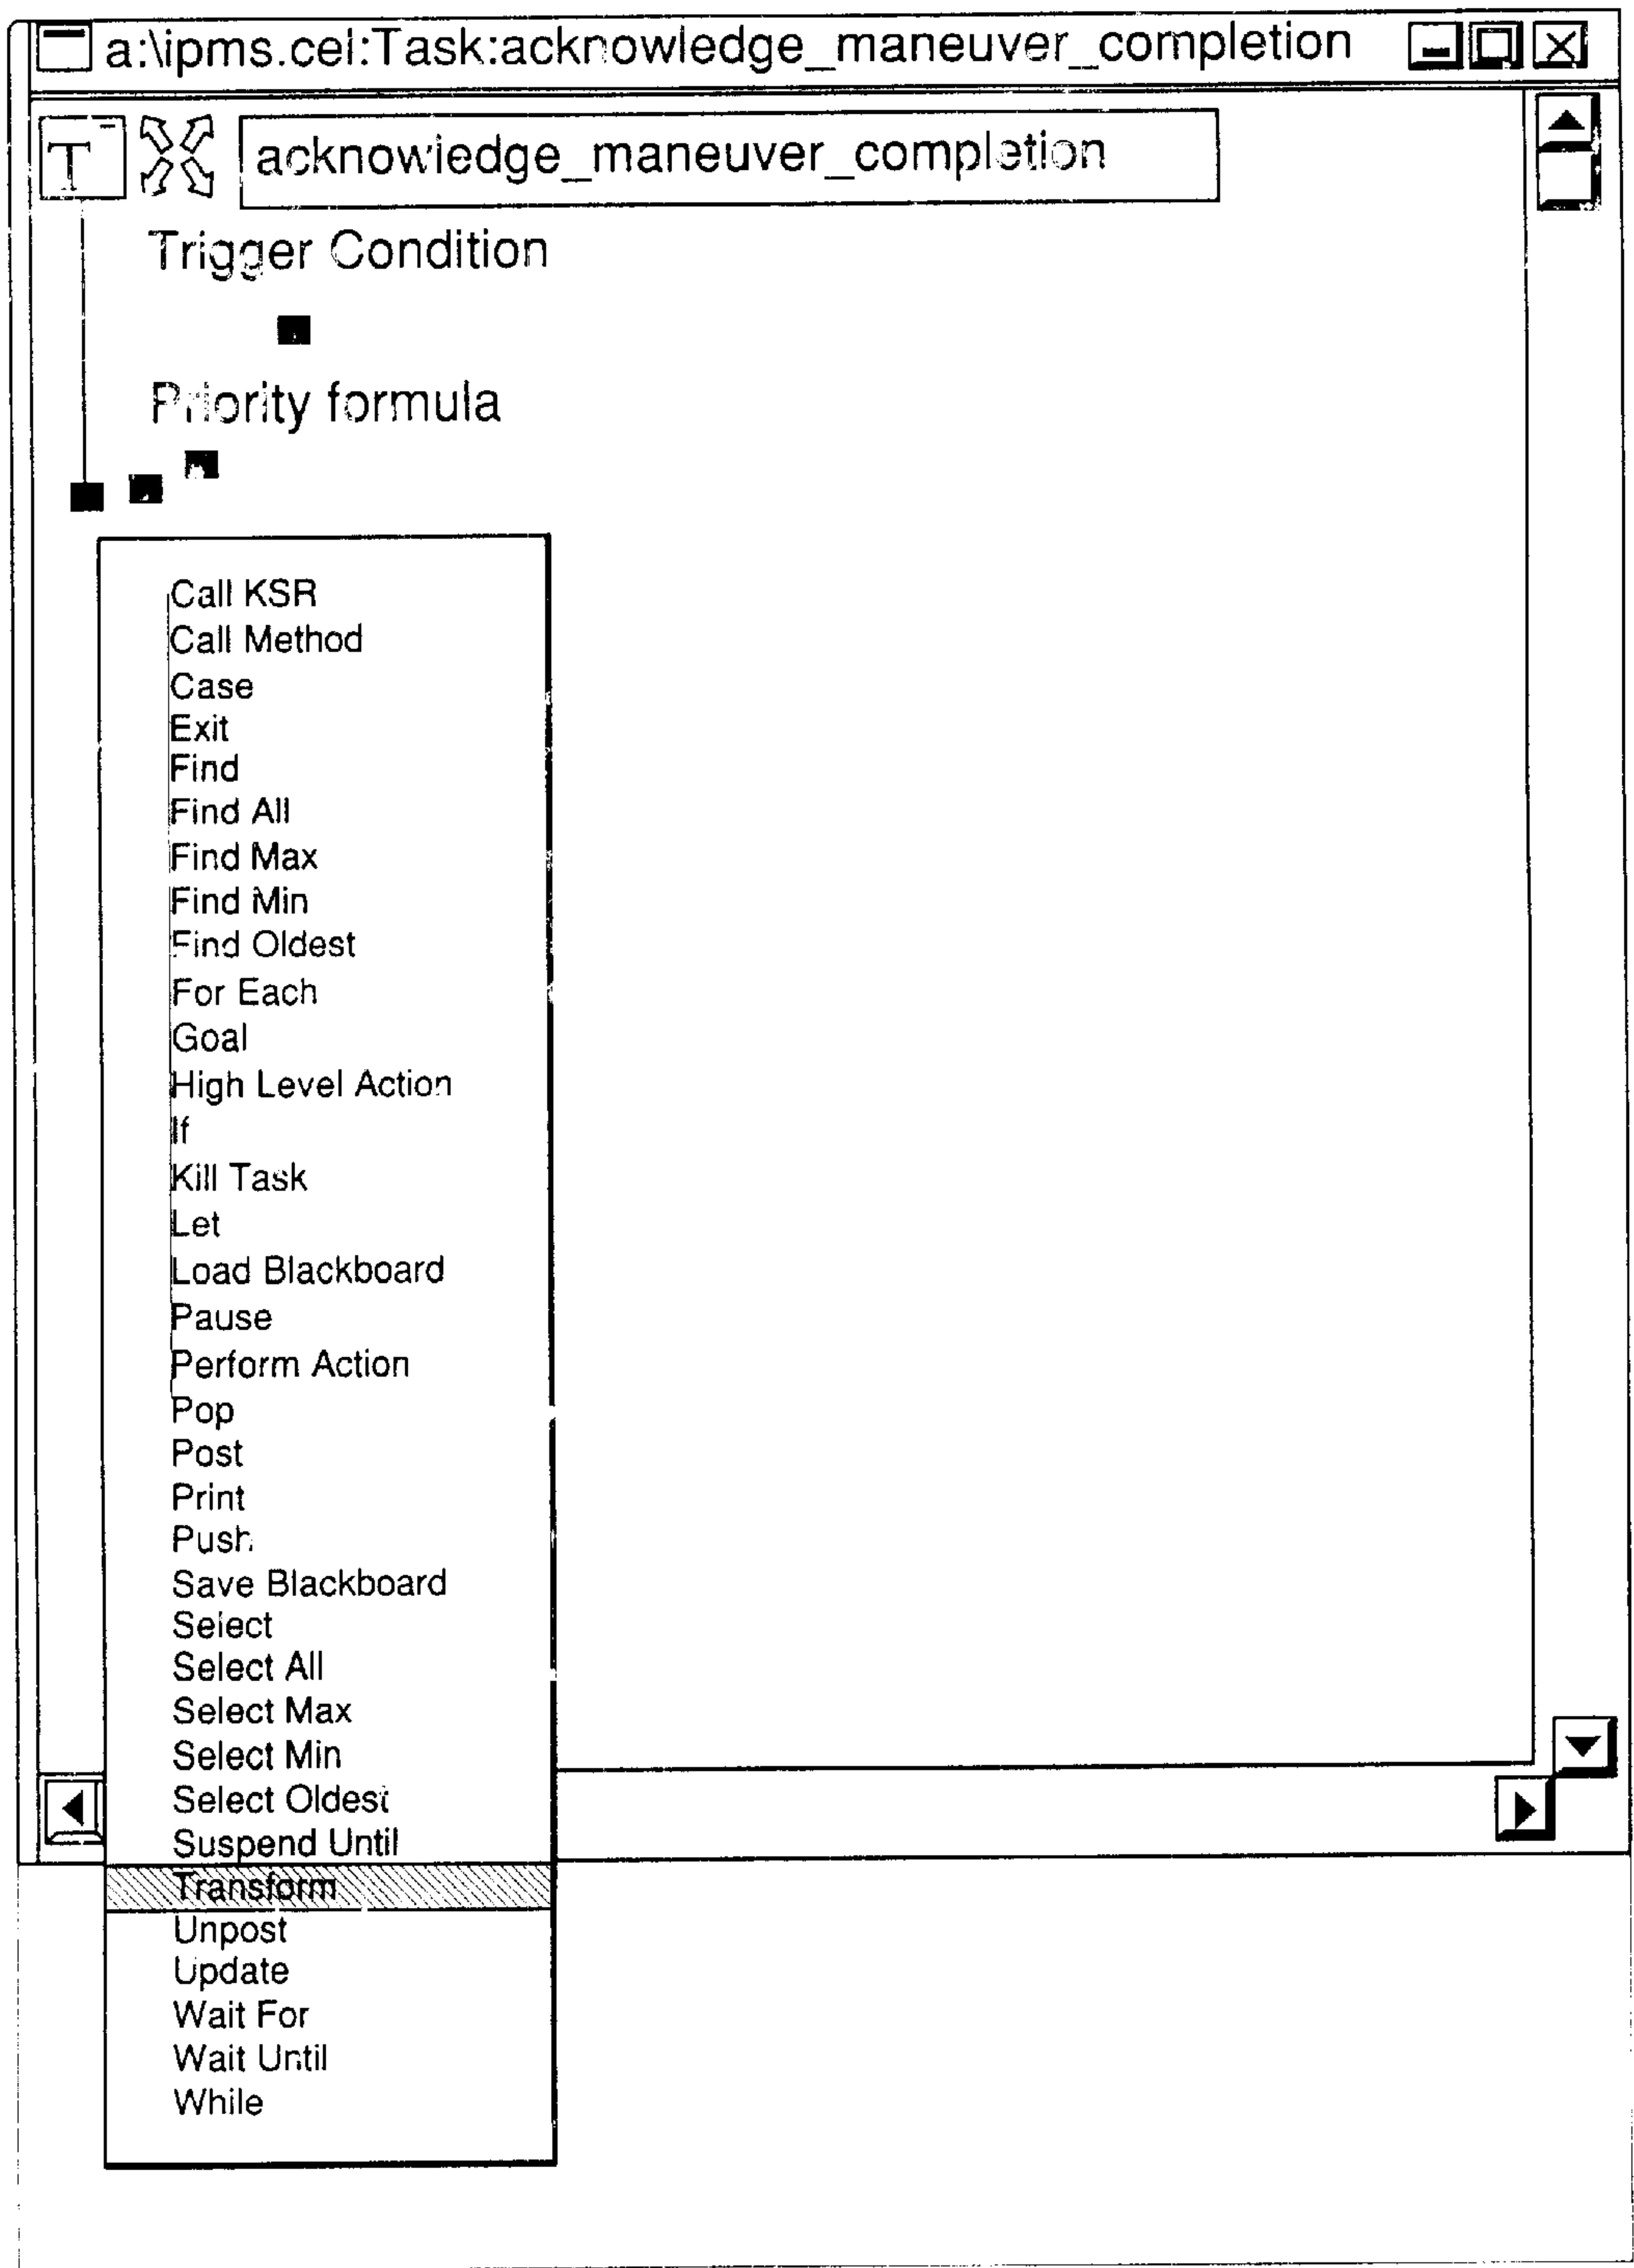 a:\ipms.cel:Task:acknowledge_maneuver_completion
T
acknowledge_maneuver_completion
Trigger Condition
Priority formula
Call KSR
Call Method
Case
Exit
Find
Find All
Find Max
Find Min
Find Oldest
For Each
Goal
High Level Action
If
Kill Task
Let
Load Blackboard
Pause
Perform Action
Pop
Post
Print
Push
Save Blackboard
Select
Select All
Select Max
Select Min
Select Oldest
Suspend Until
Transform
Unpost
Update
Wait For
Wait Until
While